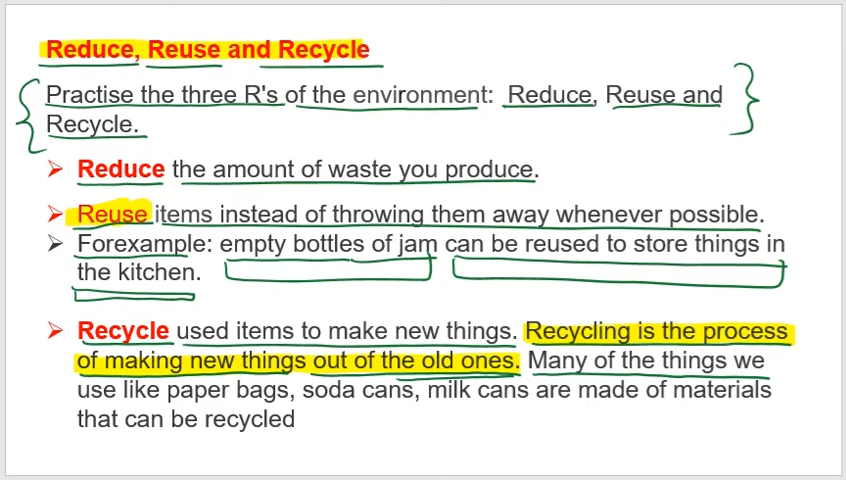 Reduce, Reuse and Recycle
Practise the three R's of the environment: Reduce, Reuse and
Recycle.
Reduce the amount of waste you produce.
Reuse items instead of throwing them away whenever possible.
Forexample: empty bottles of jam can be reused to store things in
the kitchen.
Recycle used items to make new things. Recycling is the process
of making new things out of the old ones. Many of the things we
use like paper bags, soda cans, milk cans are made of materials
that can be recycled